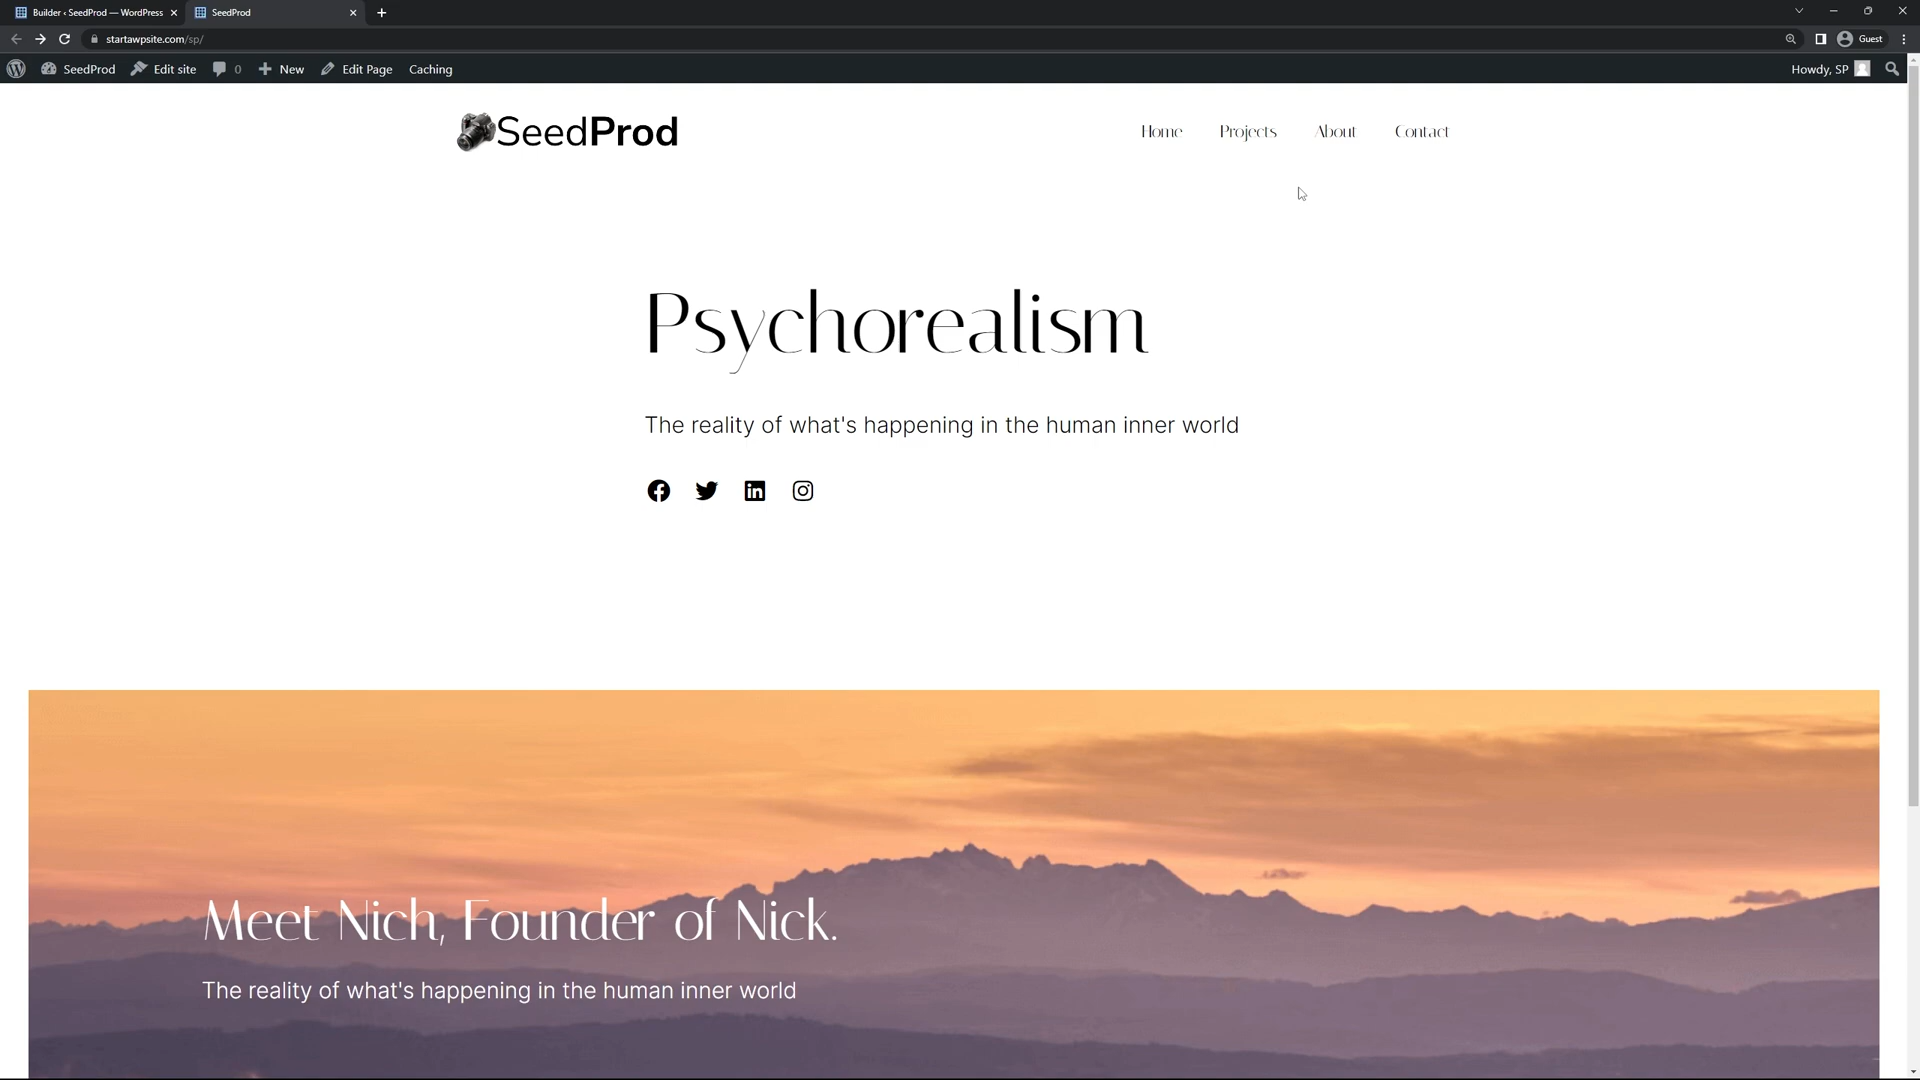 Builder ‹ SeedProd — WordPress
SeedProd
startawpsite.com/sp/
Guest
SeedProd
Edit site
0
New
Edit Page
Caching
Howdy, SP
SeedProd
Home
Projects
About
Contact
Psychorealism
The reality of what's happening in the human inner world
Meet Nich, Founder of Nick.
The reality of what's happening in the human inner world